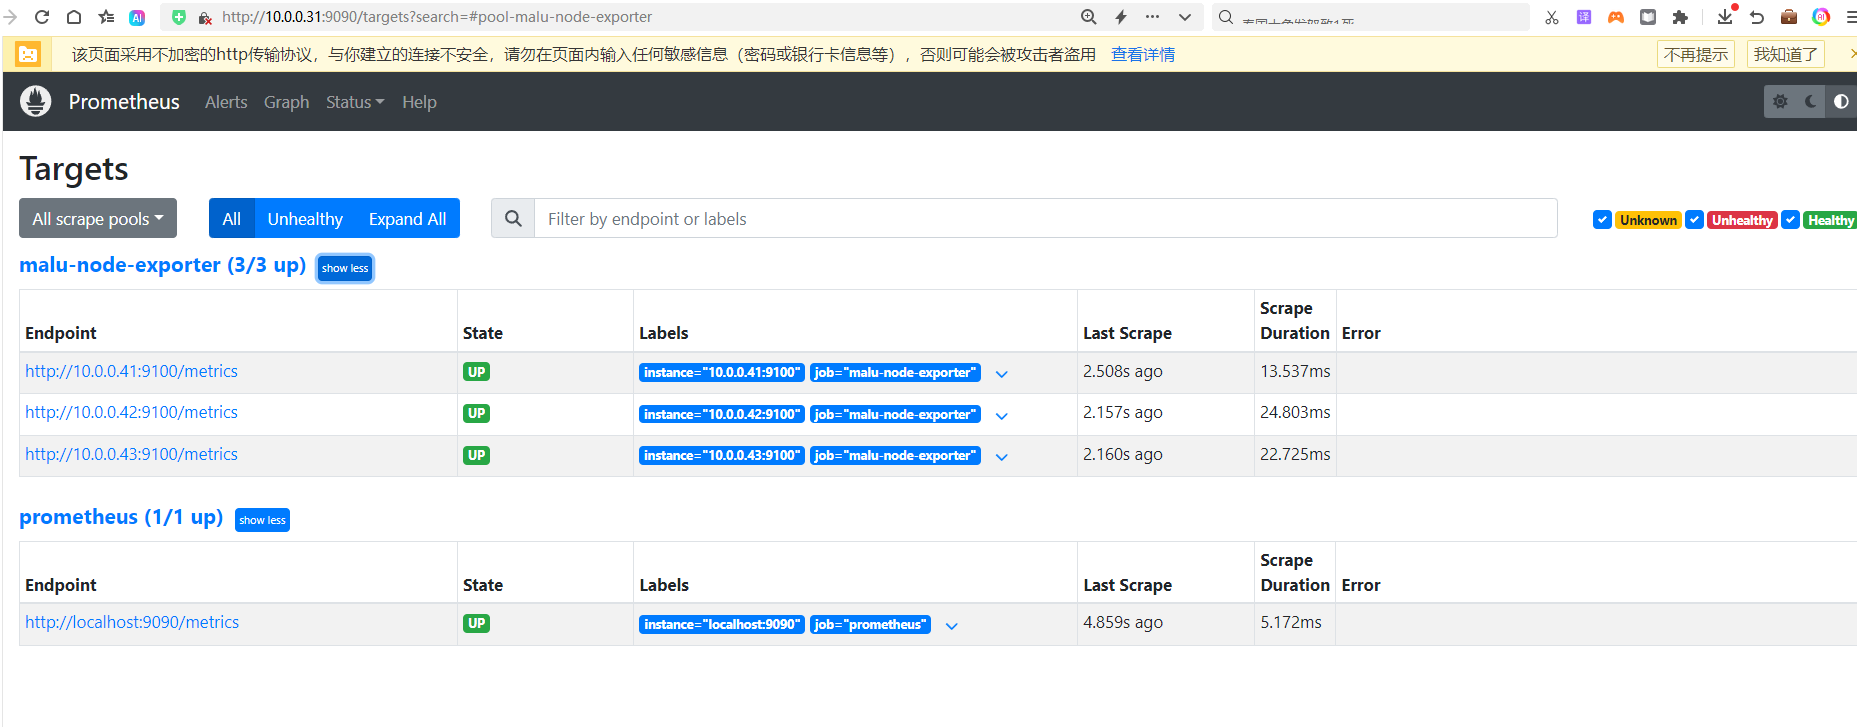 http://10.0.0.31:9090/targets?search=#pool-malu-node-exporter
该页面采用不加密的http传输协议，与你建立的连接不安全，请勿在页面内输入任何敏感信息（密码或银行卡信息等），否则可能会被攻击者盗用 查看详情 不再提示 我知道了
Prometheus Alerts Graph Status Help
Targets
All scrape pools All Unhealthy Expand All Filter by endpoint or labels Unknown Unhealthy Healthy
malu-node-exporter (3/3 up) show less
Endpoint State Labels Last Scrape Scrape Duration Error
http://10.0.0.41:9100/metrics UP instance="10.0.0.41:9100" job="malu-node-exporter" 2.508s ago 13.537ms
http://10.0.0.42:9100/metrics UP instance="10.0.0.42:9100" job="malu-node-exporter" 2.157s ago 24.803ms
http://10.0.0.43:9100/metrics UP instance="10.0.0.43:9100" job="malu-node-exporter" 2.160s ago 22.725ms
prometheus (1/1 up) show less
Endpoint State Labels Last Scrape Scrape Duration Error
http://localhost:9090/metrics UP instance="localhost:9090" job="prometheus" 4.859s ago 5.172ms